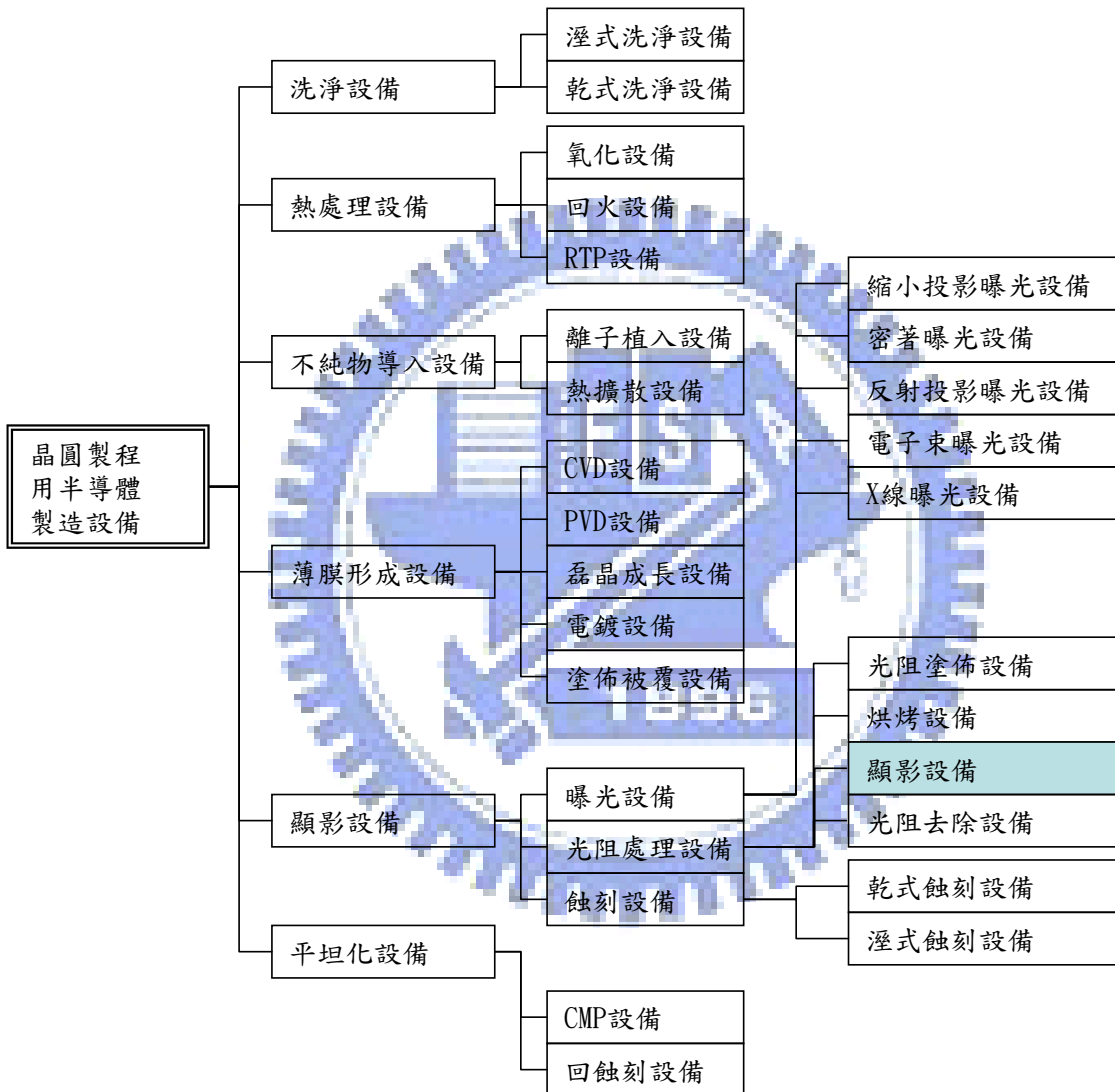 晶圓製程
用半導體
製造設備
洗淨設備
溼式洗淨設備
乾式洗淨設備
熱處理設備
氧化設備
回火設備
RTP設備
不純物導入設備
離子植入設備
熱擴散設備
薄膜形成設備
CVD設備
PVD設備
磊晶成長設備
電鍍設備
塗佈被覆設備
顯影設備
曝光設備
縮小投影曝光設備
密著曝光設備
反射投影曝光設備
電子束曝光設備
X線曝光設備
光阻處理設備
光阻塗佈設備
烘烤設備
顯影設備
光阻去除設備
蝕刻設備
乾式蝕刻設備
溼式蝕刻設備
平坦化設備
CMP設備
回蝕刻設備
ES
1896